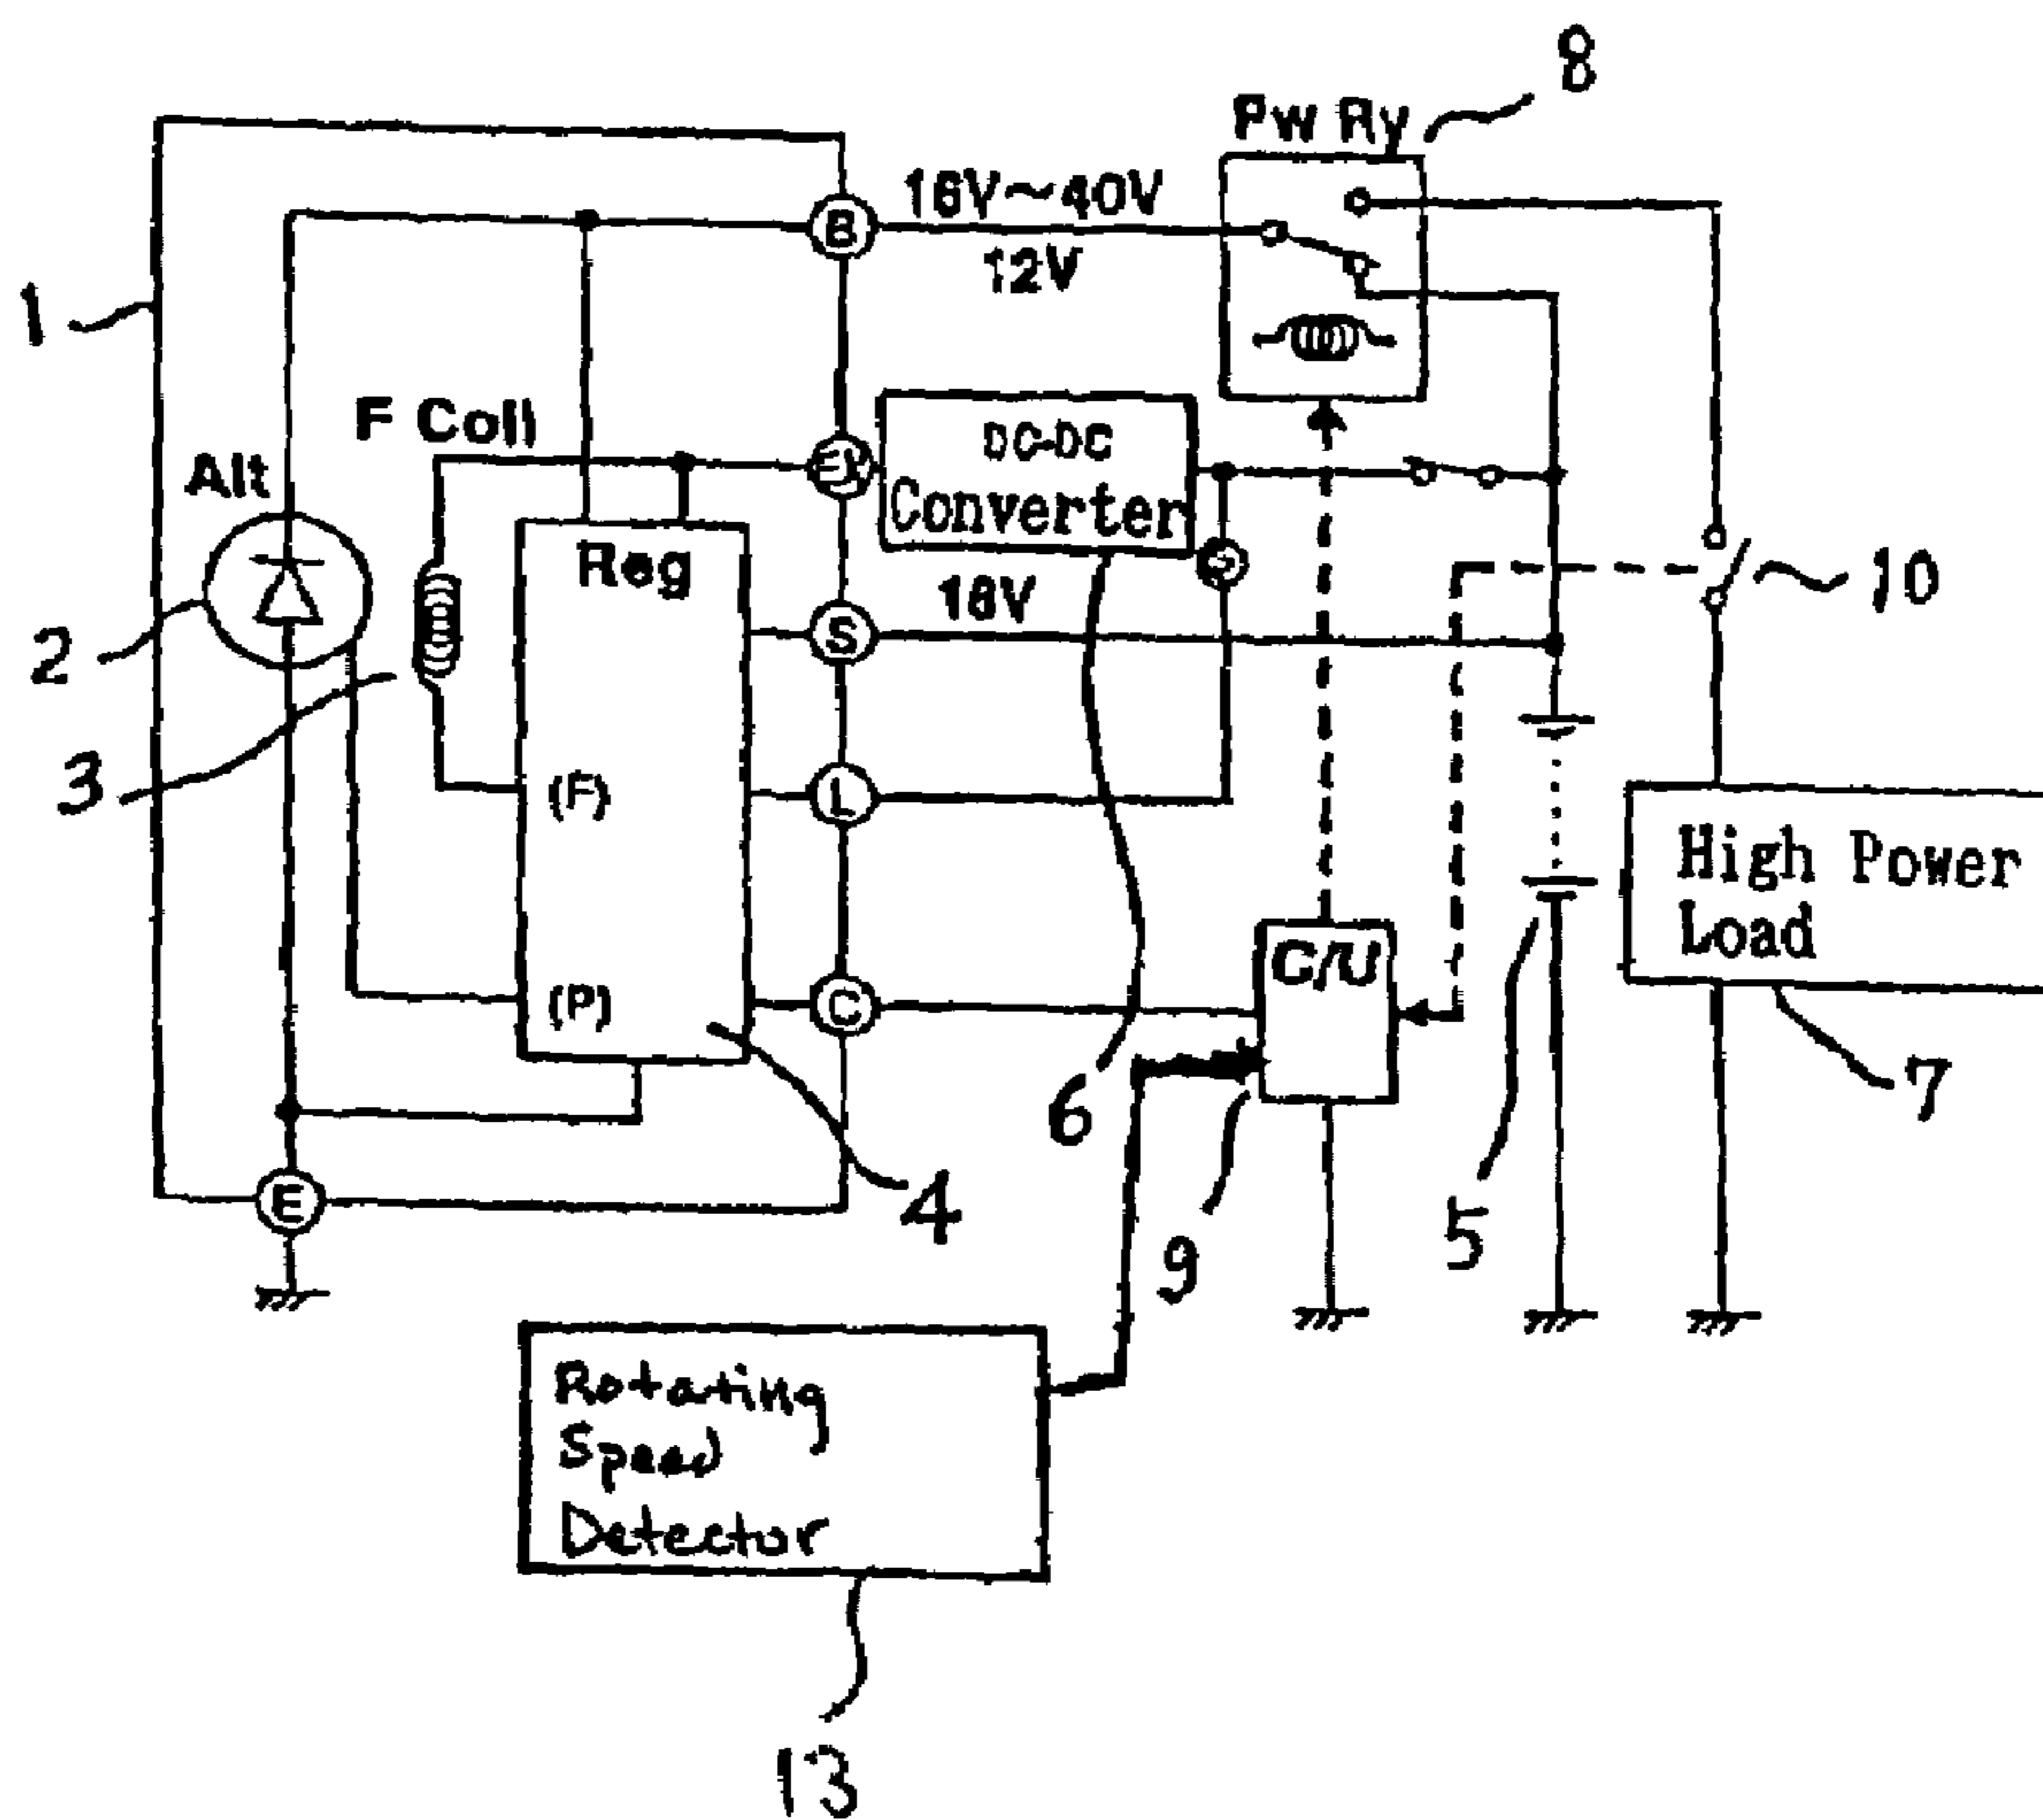 8
Pw Ry
16V~40V
B
12V
1
F Coil
Alt
DC-DC
Converter
Reg
16V
S
10
2
3
(F)
L
High Power
Load
C/U
(P)
C
6
7
4
E
9
5
Rotating
Speed
Detector
13